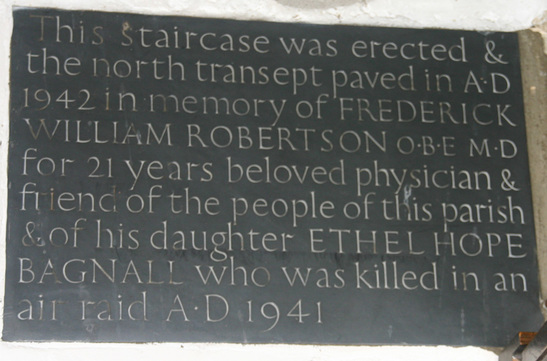 This staircase was erected &
the north transept paved in A·D
1942 in memory of FREDERICK
WILLIAM ROBERTSON O·B·E M·D
for 21 years beloved physician &
friend of the people of this parish
& of his daughter ETHEL HOPE
BAGNALL who was killed in an
air raid A·D 1941